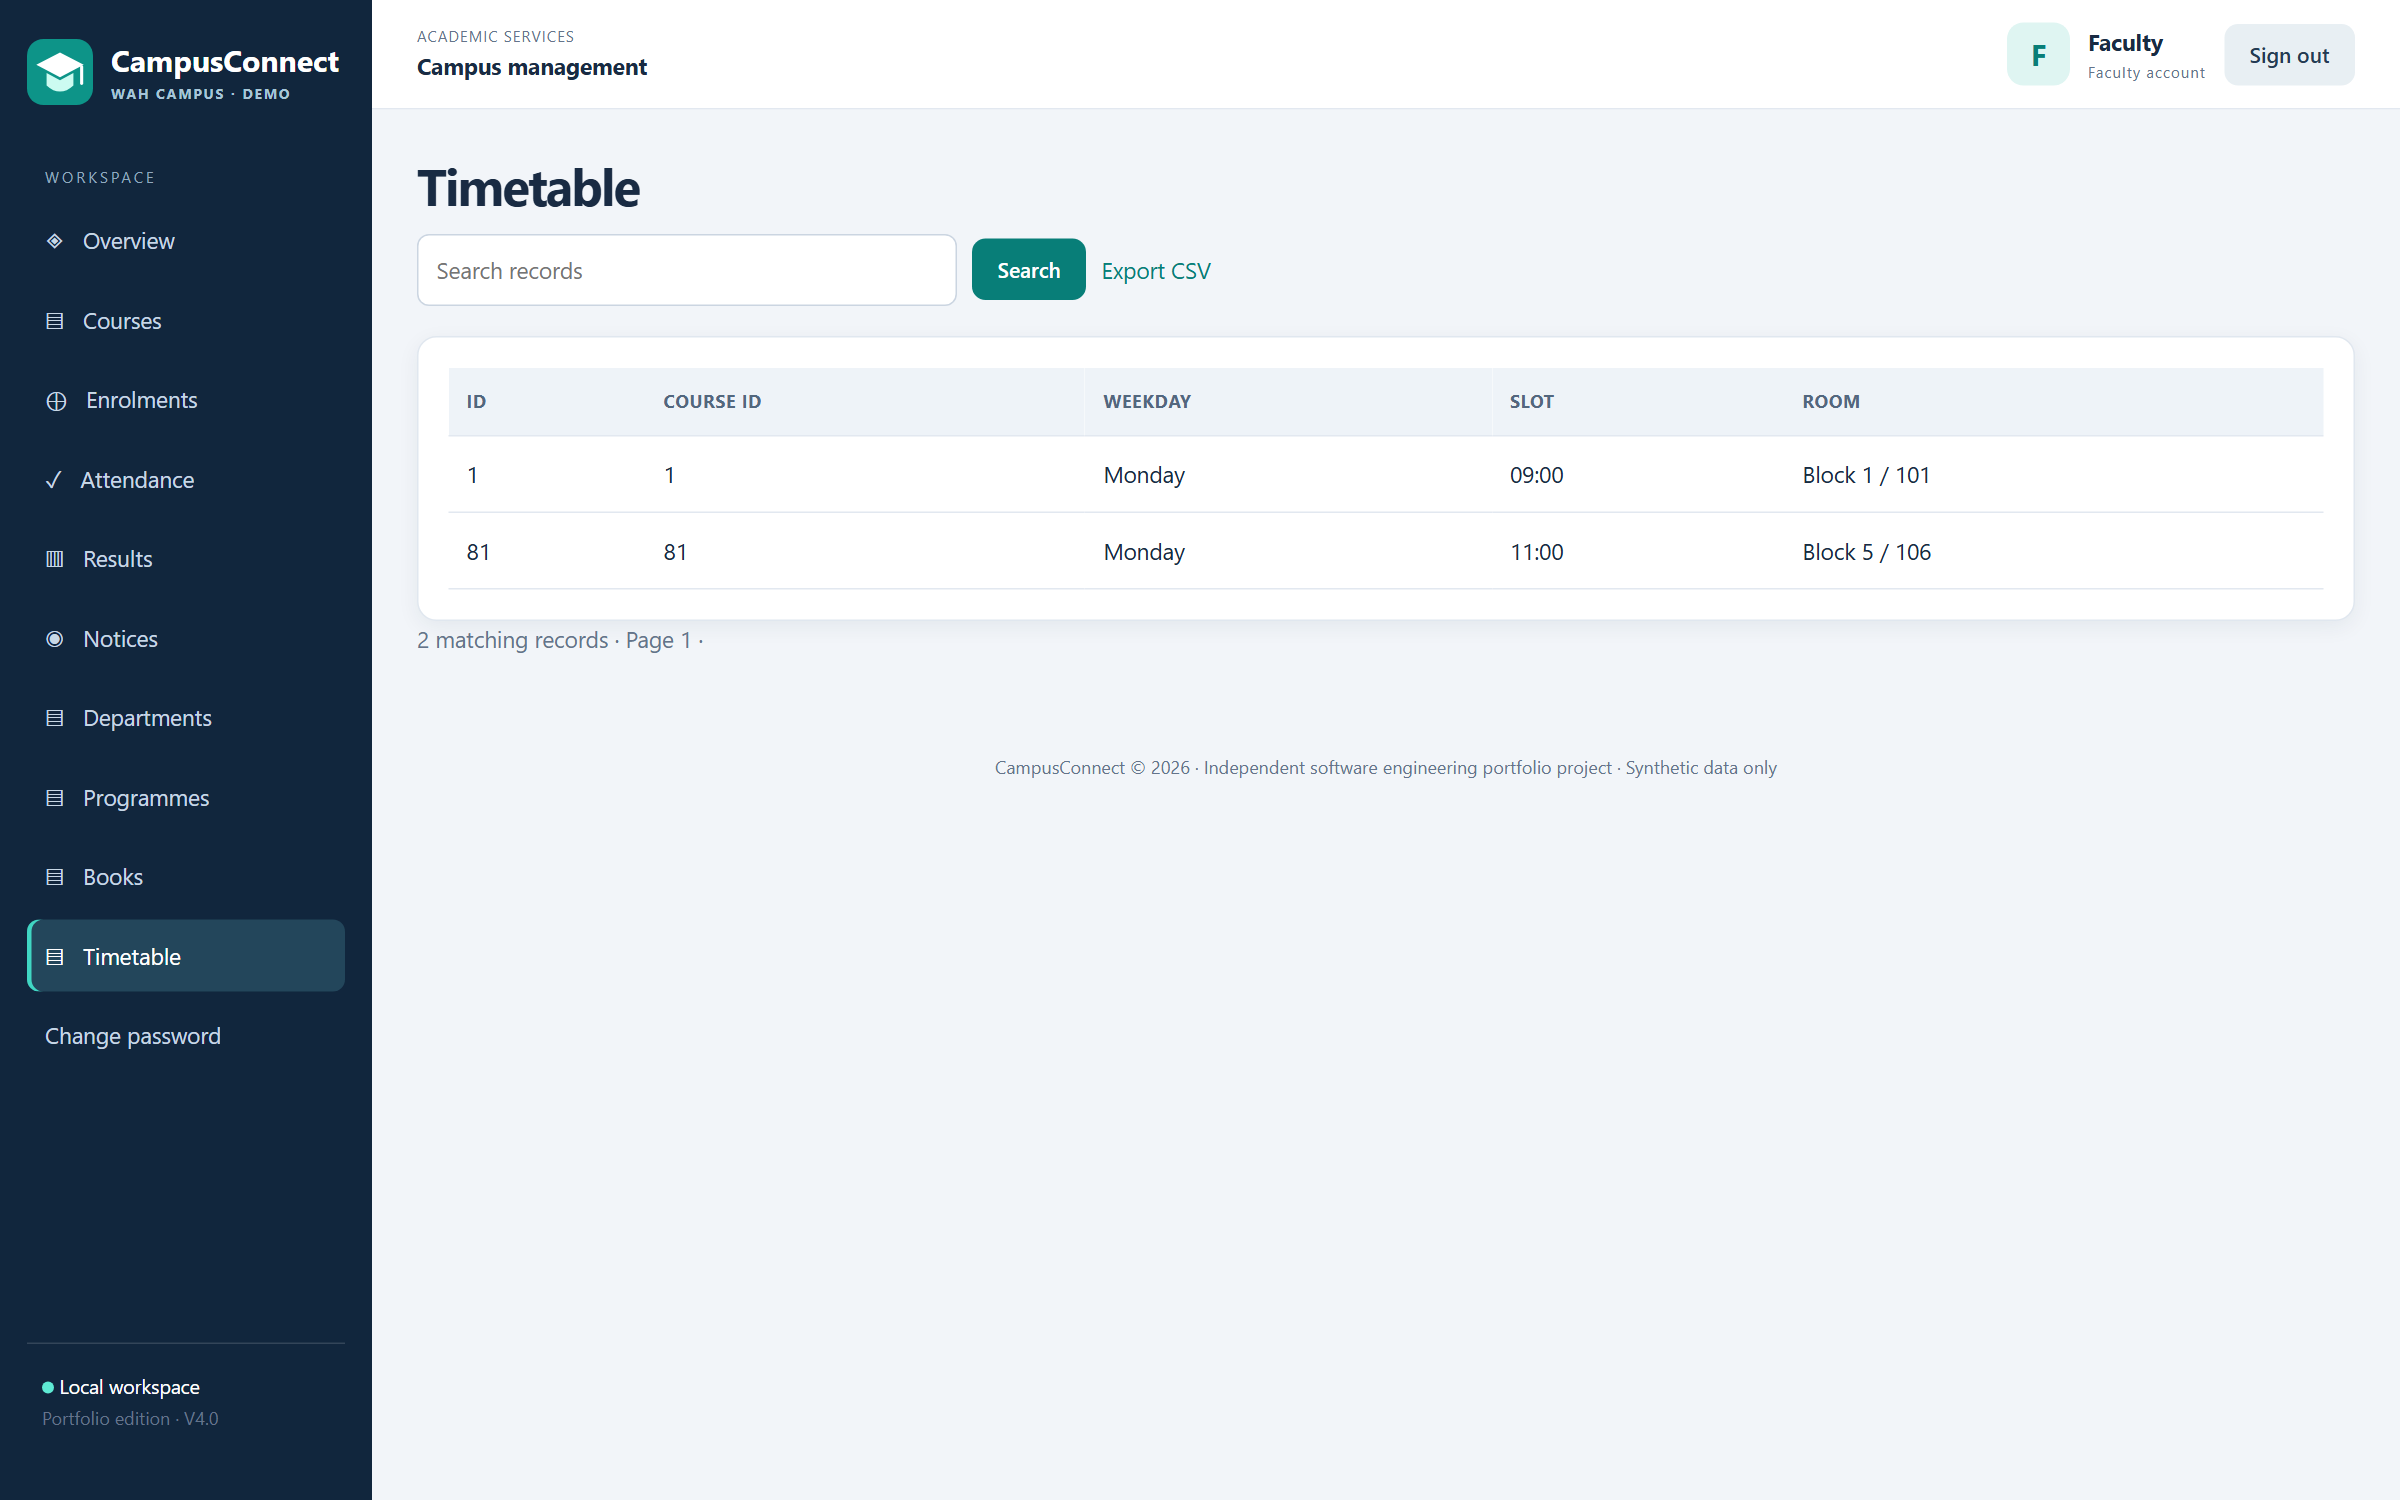 CampusConnect
WAH CAMPUS · DEMO
WORKSPACE
Overview
Courses
Enrolments
Attendance
Results
Notices
Departments
Programmes
Books
Timetable
Change password
Local workspace
Portfolio edition · V4.0
ACADEMIC SERVICES
Campus management
F
Faculty
Faculty account
Sign out
Timetable
Search records Search Export CSV
ID COURSE ID WEEKDAY SLOT ROOM
1 1 Monday 09:00 Block 1 / 101
81 81 Monday 11:00 Block 5 / 106
2 matching records · Page 1 ·
CampusConnect © 2026 · Independent software engineering portfolio project · Synthetic data only